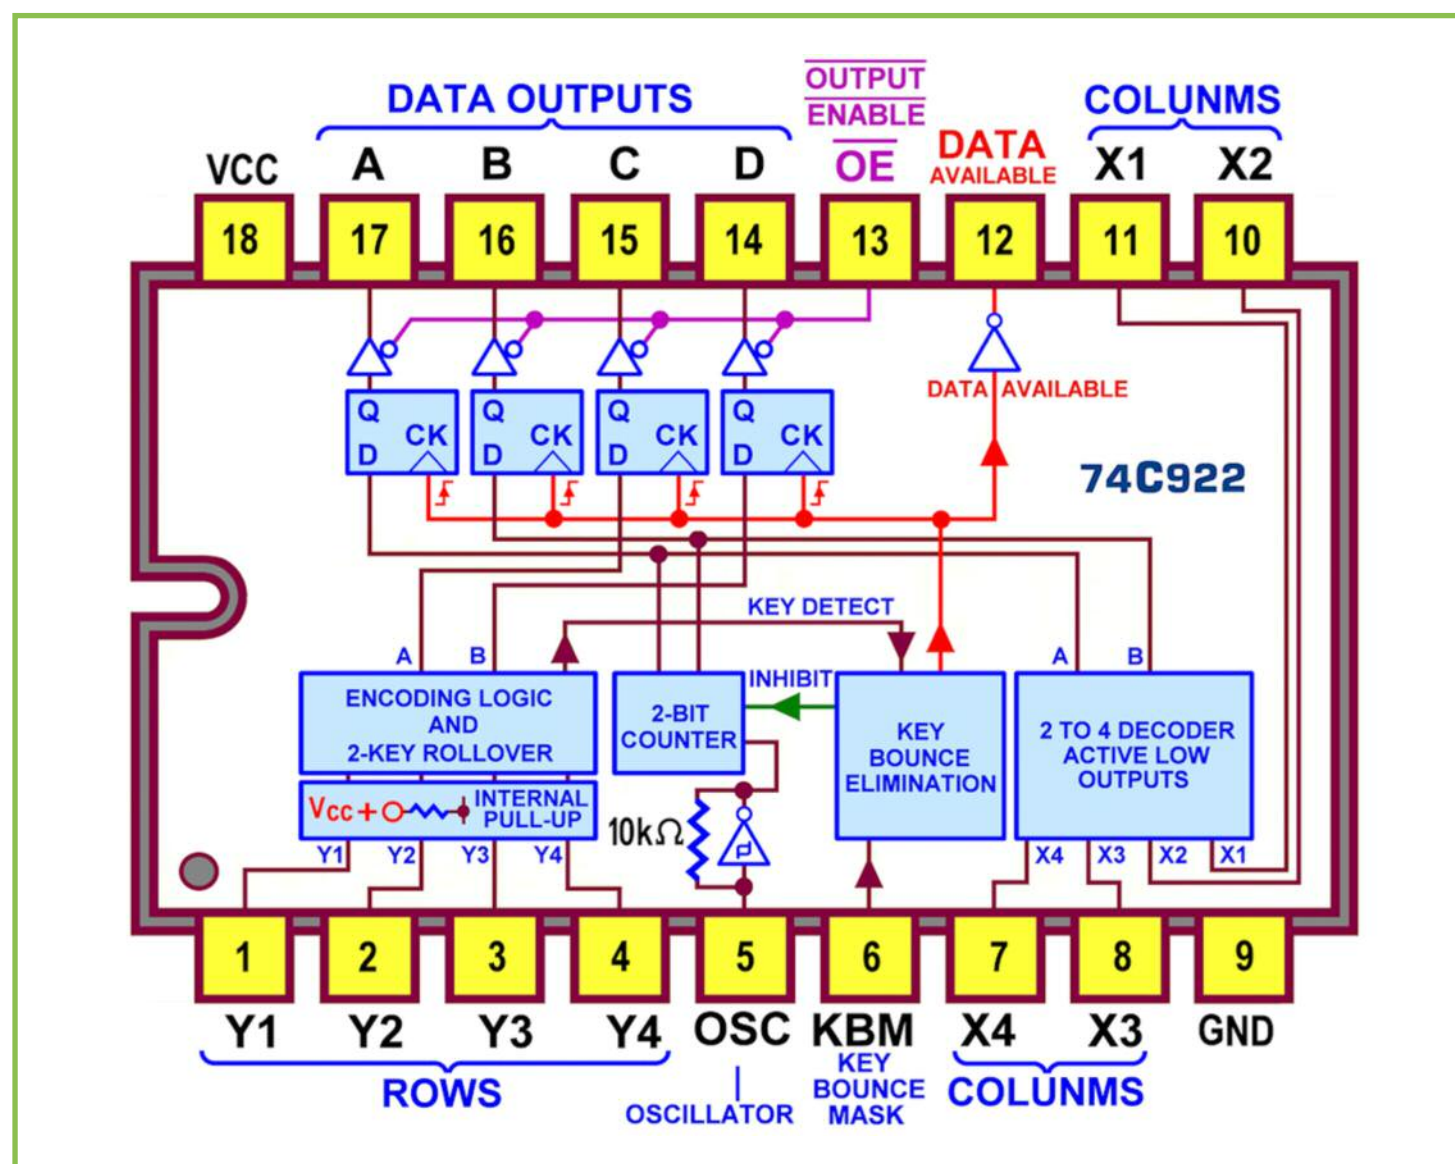 OUTPUT
ENABLE
DATA OUTPUTS
COLUNMS
VCC
A
B
C
D
OE
DATA
AVAILABLE
X1
X2
18
17
16
15
14
13
12
11
10
Q
D
CK
Q
D
CK
Q
D
CK
Q
D
CK
DATA AVAILABLE
74C922
KEY DETECT
A
B
INHIBIT
A
B
ENCODING LOGIC
AND
2-KEY ROLLOVER
2-BIT
COUNTER
KEY
BOUNCE
ELIMINATION
2 TO 4 DECODER
ACTIVE LOW
OUTPUTS
Vcc+
INTERNAL
PULL-UP
10kΩ
Y1
Y2
Y3
Y4
X4
X3
X2
X1
1
2
3
4
5
6
7
8
9
Y1
Y2
Y3
Y4
OSC
KBM
X4
X3
GND
ROWS
OSCILLATOR
KEY
BOUNCE
MASK
COLUNMS